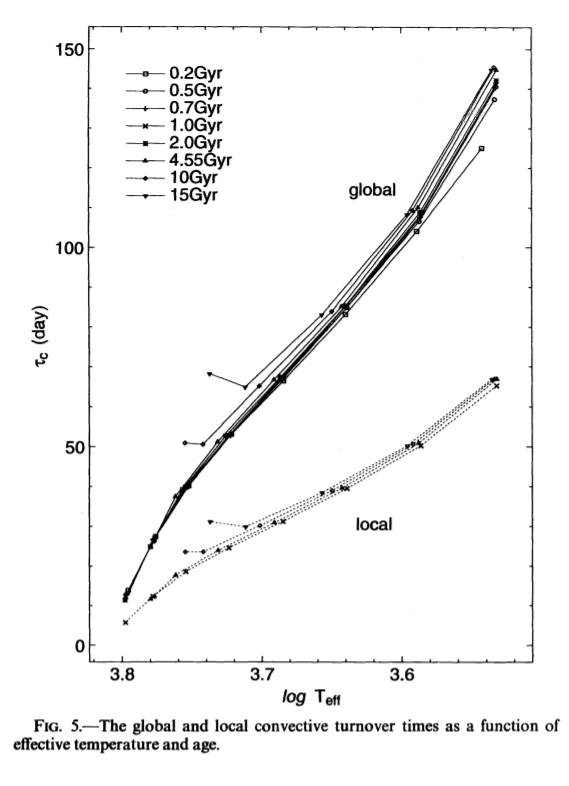 150
0.2Gyr
0.5Gyr
0.7Gyr
1.0Gyr
2.0Gyr
4.55Gyr
10Gyr
15Gyr
global
100
τc (day)
50
local
0
3.8 3.7 3.6
log Teff
FIG. 5.—The global and local convective turnover times as a function of
effective temperature and age.